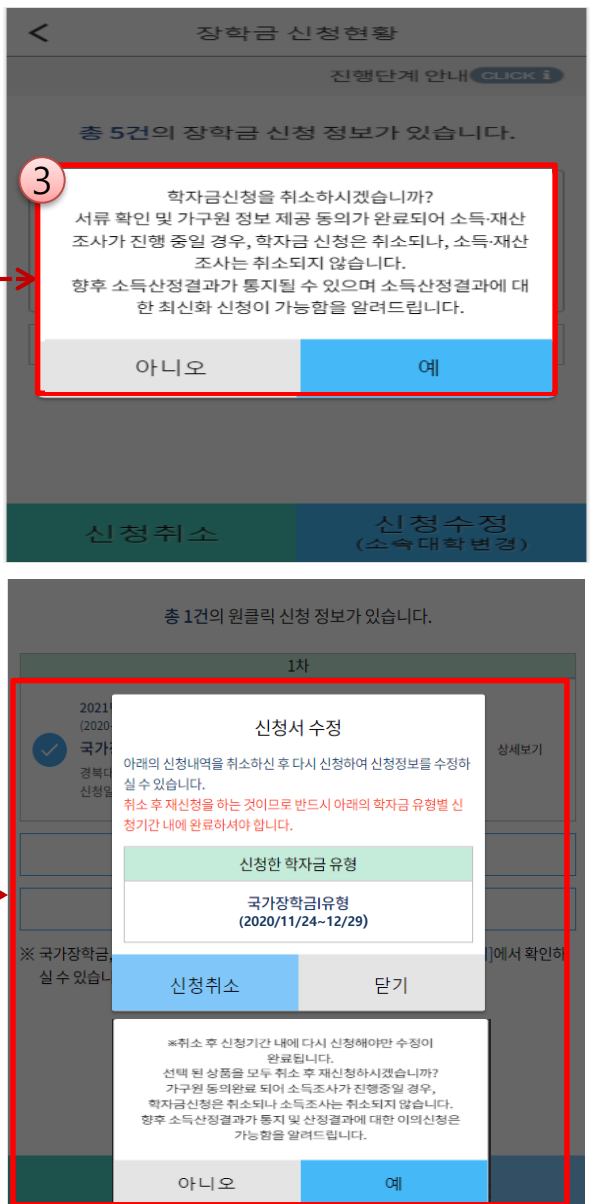 장학금 신청현황
진행단계 안내 CLICK i
총 5건의 장학금 신청 정보가 있습니다.
3
학자금신청을 취소하시겠습니까?
서류 확인 및 가구원 정보 제공 동의가 완료되어 소득·재산
조사가 진행 중일 경우, 학자금 신청은 취소되나, 소득·재산
조사는 취소되지 않습니다.
향후 소득산정결과가 통지될 수 있으며 소득산정결과에 대
한 최신화 신청이 가능함을 알려드립니다.
아니오 예
신청취소 신청수정
(소속대학변경)
총 1건의 원클릭 신청 정보가 있습니다.
1차
2021
(2020-
국가
경북대
신청일
상세보기
신청서 수정
아래의 신청내역을 취소하신 후 다시 신청하여 신청정보를 수정하
실 수 있습니다.
취소 후 재신청을 하는 것이므로 반드시 아래의 학자금 유형별 신
청기간 내에 완료하셔야 합니다.
신청한 학자금 유형
국가장학금I유형
(2020/11/24~12/29)
※ 국가장학금, ]에서 확인하
실 수 있습니
신청취소 닫기
※취소 후 신청기간 내에 다시 신청해야만 수정이
완료됩니다.
선택 된 상품을 모두 취소 후 재신청하시겠습니까?
가구원 동의완료 되어 소득조사가 진행중일 경우,
학자금신청은 취소되나 소득조사는 취소되지 않습니다.
향후 소득산정결과가 통지 및 산정결과에 대한 이의신청은
가능함을 알려드립니다.
아니오 예